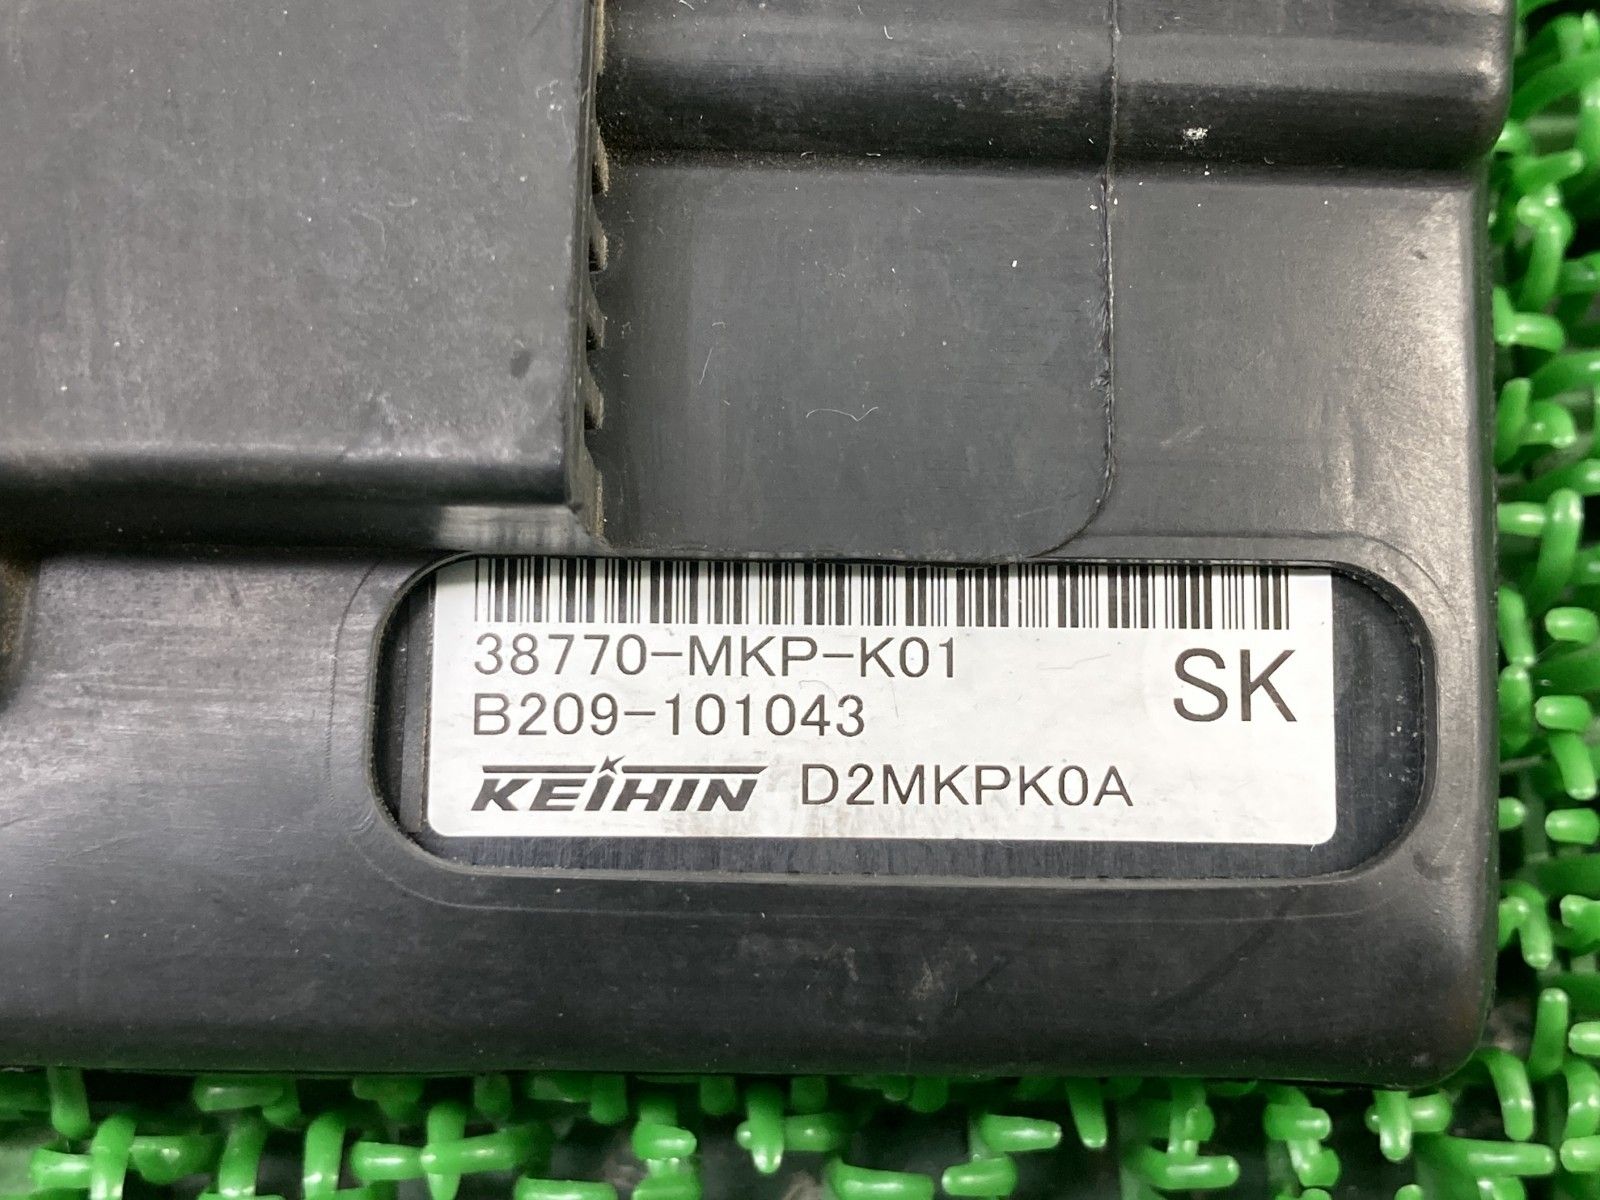 38770-MKP-K01
SK
B209-101043
KEIHIN D2MKPK0A